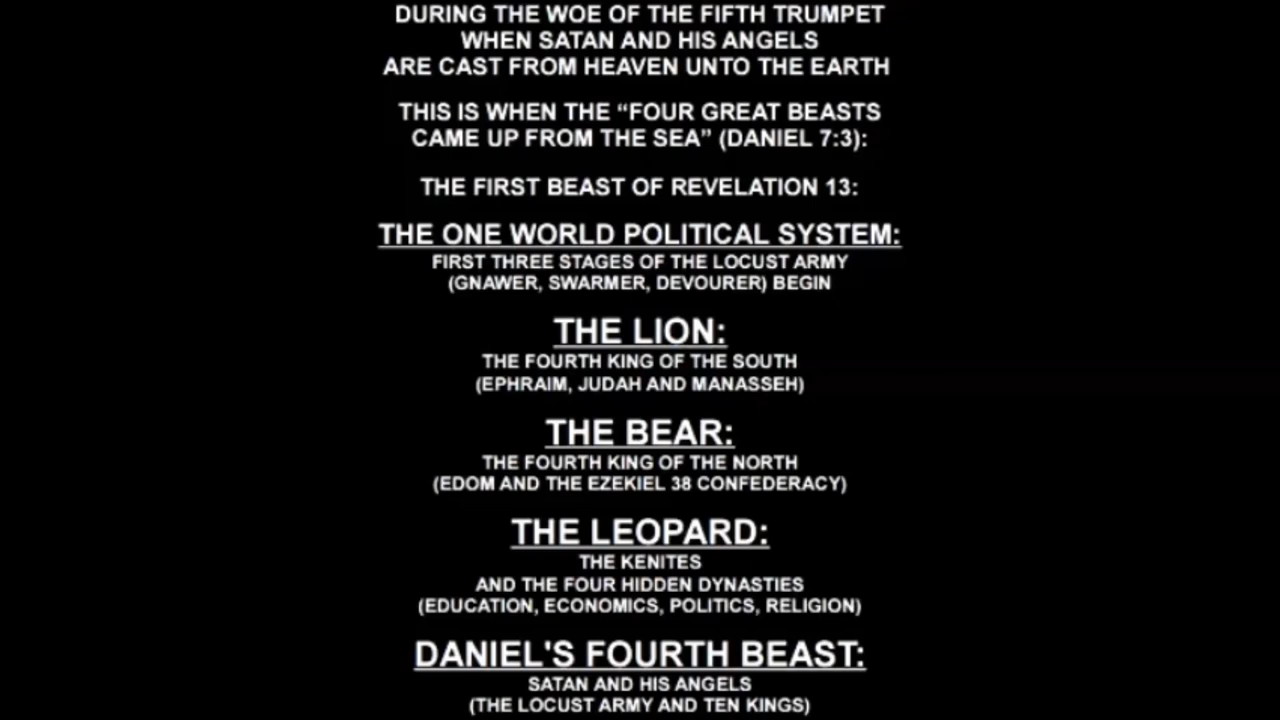 DURING THE WOE OF THE FIFTH TRUMPET
WHEN SATAN AND HIS ANGELS
ARE CAST FROM HEAVEN UNTO THE EARTH
THIS IS WHEN THE “FOUR GREAT BEASTS
CAME UP FROM THE SEA” (DANIEL 7:3):
THE FIRST BEAST OF REVELATION 13:
THE ONE WORLD POLITICAL SYSTEM:
FIRST THREE STAGES OF THE LOCUST ARMY
(GNAWER, SWARMER, DEVOURER) BEGIN
THE LION:
THE FOURTH KING OF THE SOUTH
(EPHRAIM, JUDAH AND MANASSEH)
THE BEAR:
THE FOURTH KING OF THE NORTH
(EDOM AND THE EZEKIEL 38 CONFEDERACY)
THE LEOPARD:
THE KENITES
AND THE FOUR HIDDEN DYNASTIES
(EDUCATION, ECONOMICS, POLITICS, RELIGION)
DANIEL'S FOURTH BEAST:
SATAN AND HIS ANGELS
(THE LOCUST ARMY AND TEN KINGS)